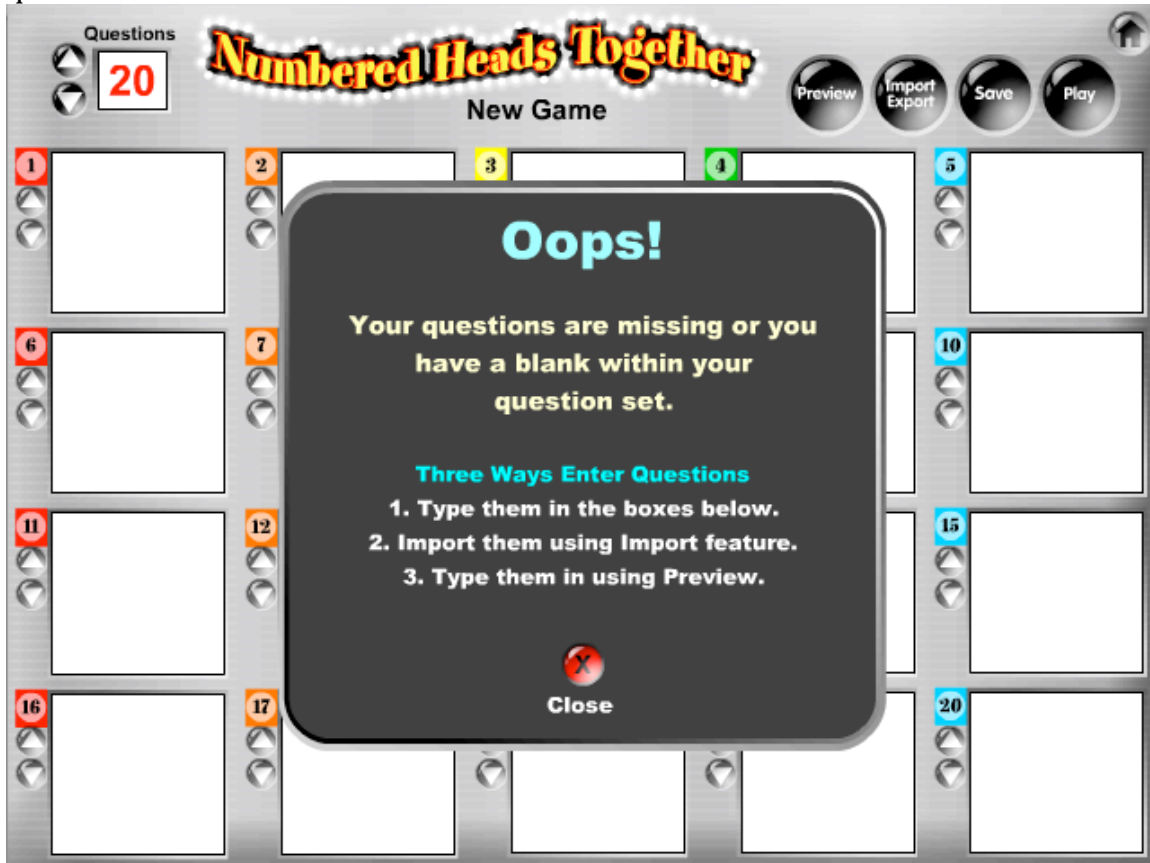 Questions
20
Numbered Heads Together
New Game
Preview
Import
Export
Save
Play
1
2
3
4
5
Oops!
Your questions are missing or you
have a blank within your
question set.
Three Ways Enter Questions
1. Type them in the boxes below.
2. Import them using Import feature.
3. Type them in using Preview.
X
Close
6
7
10
11
12
15
16
17
20